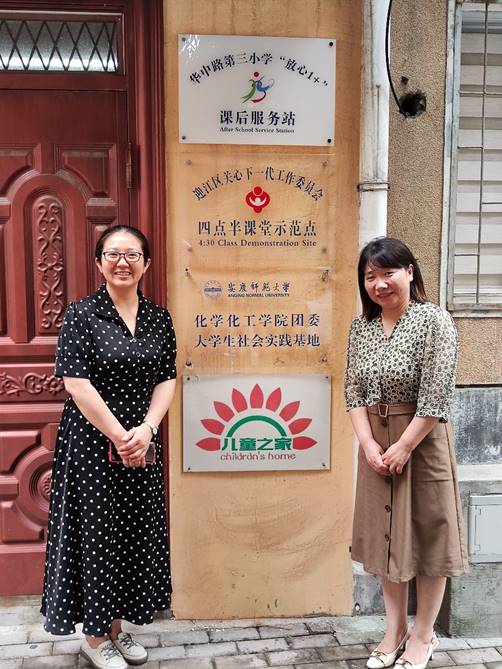 华中路第三小学“放心1+”
课后服务站
After School Service Station
迎江区关心下一代工作委员会
四点半课堂示范点
4:30 Class Demonstration Site
安庆师范大学
ANQING NORMAL UNIVERSITY
化学化工学院团委
大学生社会实践基地
儿童之家
children's home